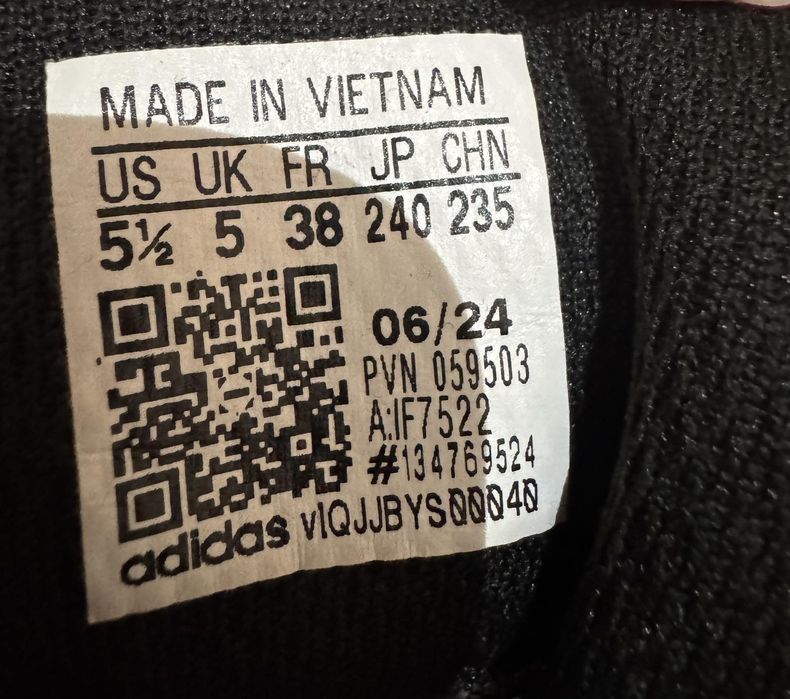 MADE IN VIETNAM
US UK FR JP CHN
5½ 5 38 240 235
06/24
PVN 059503
A:IF7522
#134769524
adidas vIQJJBYS00040